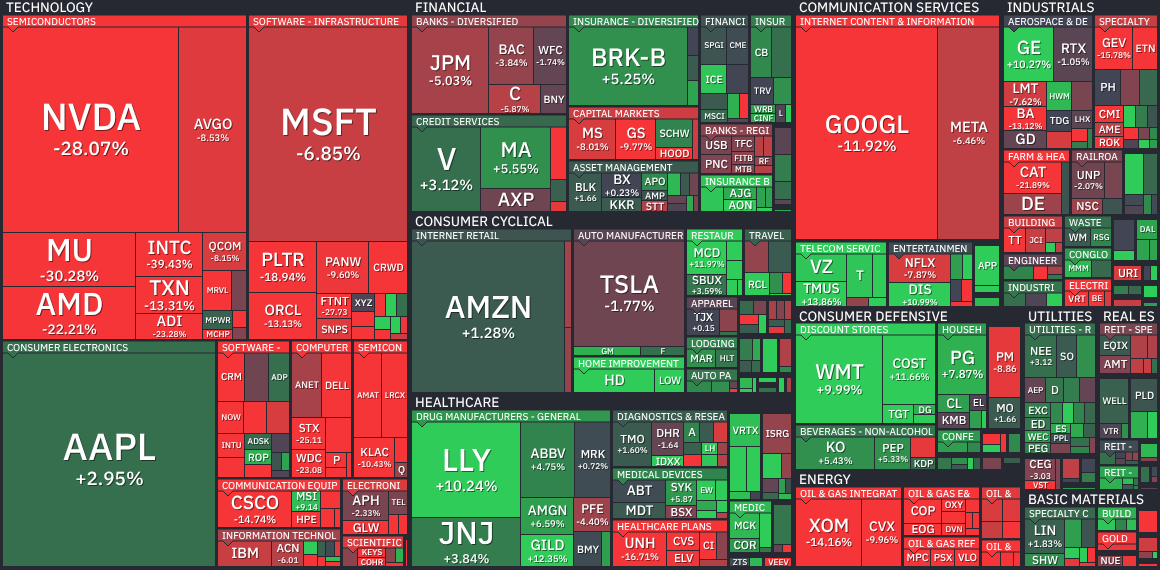 TECHNOLOGY
SEMICONDUCTORS
NVDA
-28.07%
AVGO
-8.53%
MU
-30.28%
AMD
-22.21%
INTC
-39.43%
TXN
-13.31%
ADI
-23.28%
QCOM
-8.15%
MRVL
MPWR
MCHP
SOFTWARE - INFRASTRUCTURE
MSFT
-6.85%
PLTR
-18.94%
ORCL
-13.13%
PANW
-9.60%
CRWD
FTNT
-27.73
XYZ
SNPS
CONSUMER ELECTRONICS
AAPL
+2.95%
SOFTWARE -
CRM
ADP
NOW
INTU
ADSK
ROP
COMPUTER
ANET
DELL
STX
-25.11
WDC
-23.08
P
SEMICON
AMAT
LRCX
KLAC
-10.43%
Q
COMMUNICATION EQUIP
CSCO
-14.74%
MSI
+9.14
HPE
ELECTRONI
APH
-2.33%
TEL
GLW
INFORMATION TECHNOL
IBM
ACN
-6.01
SCIENTIFIC
KEYS
COHR
FINANCIAL
BANKS - DIVERSIFIED
JPM
-5.03%
BAC
-3.84%
WFC
-1.74%
C
-5.87%
BNY
CREDIT SERVICES
V
+3.12%
MA
+5.55%
AXP
INSURANCE - DIVERSIFIED
BRK-B
+5.25%
CAPITAL MARKETS
MS
-8.01%
GS
-9.77%
SCHW
HOOD
ASSET MANAGEMENT
BLK
+1.66
BX
+0.23%
KKR
APO
AMP
STT
FINANCI
SPGI
CME
ICE
MSCI
INSUR
CB
TRV
WRB
CINF
L
BANKS - REGI
USB
TFC
PNC
FITB
RF
MTB
INSURANCE B
AJG
AON
CONSUMER CYCLICAL
INTERNET RETAIL
AMZN
+1.28%
AUTO MANUFACTURER
TSLA
-1.77%
GM
F
HOME IMPROVEMENT
HD
LOW
RESTAUR
MCD
+11.97%
SBUX
+3.59%
TRAVEL
RCL
APPAREL
TJX
+0.15
LODGING
MAR
HLT
AUTO PA
HEALTHCARE
DRUG MANUFACTURERS - GENERAL
LLY
+10.24%
JNJ
+3.84%
ABBV
+4.75%
MRK
+0.72%
AMGN
+6.59%
PFE
-4.40%
GILD
+12.35%
BMY
DIAGNOSTICS & RESEA
TMO
+1.60%
DHR
-1.64
A
LH
IDXX
MEDICAL DEVICES
ABT
SYK
+5.87
EW
MDT
BSX
HEALTHCARE PLANS
UNH
-16.71%
CVS
CI
ELV
VRTX
ISRG
MEDIC
MCK
COR
ZTS
VEEV
COMMUNICATION SERVICES
INTERNET CONTENT & INFORMATION
GOOGL
-11.92%
META
-6.46%
TELECOM SERVIC
VZ
T
TMUS
+13.86%
ENTERTAINMEN
NFLX
-7.87%
DIS
+10.99%
APP
INDUSTRIALS
AEROSPACE & DE
GE
+10.27%
RTX
-1.05%
LMT
-7.62%
HWM
BA
-13.12%
TDG
LHX
GD
SPECIALTY
GEV
-15.78%
ETN
PH
CMI
AME
ROK
FARM & HEA
CAT
-21.89%
DE
RAILROA
UNP
-2.07%
NSC
BUILDING
TT
JCI
WASTE
WM
RSG
DAL
ENGINEER
CONGLO
MMM
URI
INDUSTRI
ELECTRI
VRT
BE
CONSUMER DEFENSIVE
DISCOUNT STORES
WMT
+9.99%
COST
+11.66%
TGT
DG
HOUSEH
PG
+7.87%
CL
EL
KMB
PM
-8.86
MO
+1.66
BEVERAGES - NON-ALCOHOL
KO
+5.43%
PEP
+5.33%
KDP
CONFE
ENERGY
OIL & GAS INTEGRAT
XOM
-14.16%
CVX
-9.96%
OIL & GAS E&
COP
OXY
EOG
DVN
OIL &
OIL & GAS REF
MPC
PSX
VLO
OIL &
UTILITIES
UTILITIES - R
NEE
+3.12
SO
AEP
D
EXC
ED
ES
WEC
PPL
PEG
CEG
-3.03
VST
REAL ES
REIT - SPE
EQIX
AMT
WELL
PLD
VTR
REIT -
REIT -
BASIC MATERIALS
SPECIALTY C
LIN
+1.83%
SHW
BUILD
GOLD
NUE